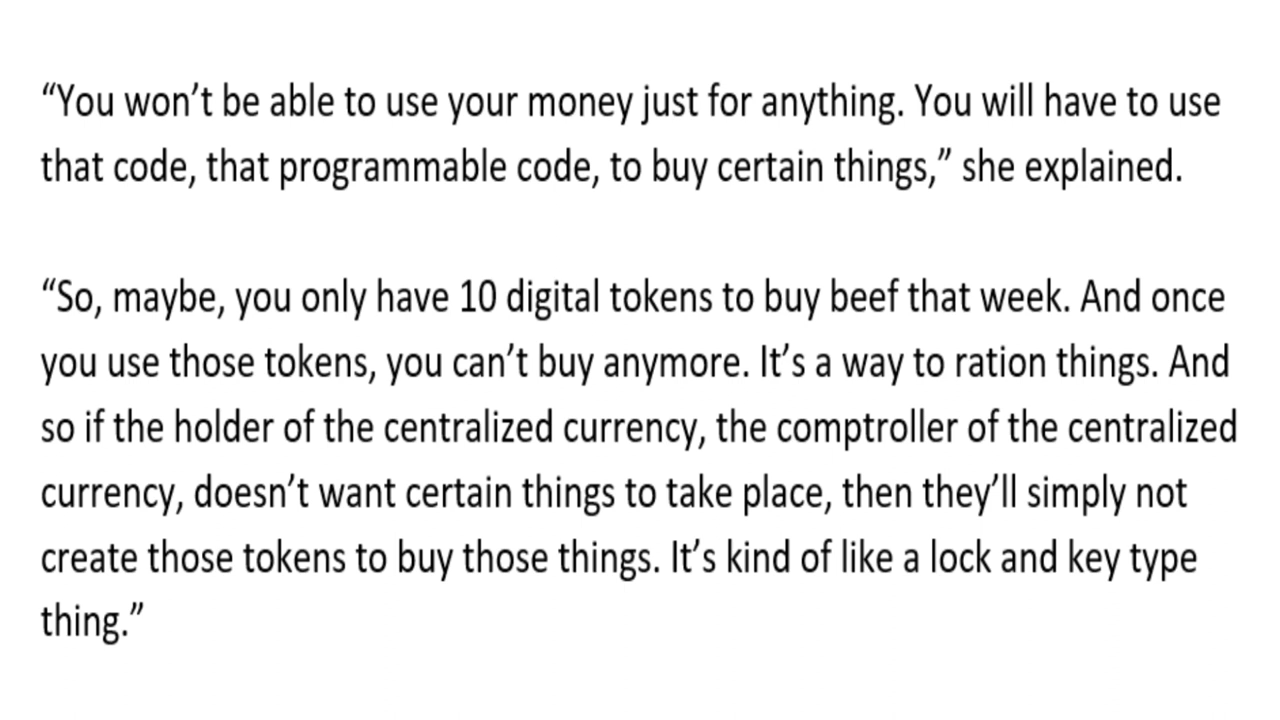 “You won’t be able to use your money just for anything. You will have to use
that code, that programmable code, to buy certain things,” she explained.
“So, maybe, you only have 10 digital tokens to buy beef that week. And once
you use those tokens, you can’t buy anymore. It’s a way to ration things. And
so if the holder of the centralized currency, the comptroller of the centralized
currency, doesn’t want certain things to take place, then they’ll simply not
create those tokens to buy those things. It’s kind of like a lock and key type
thing.”